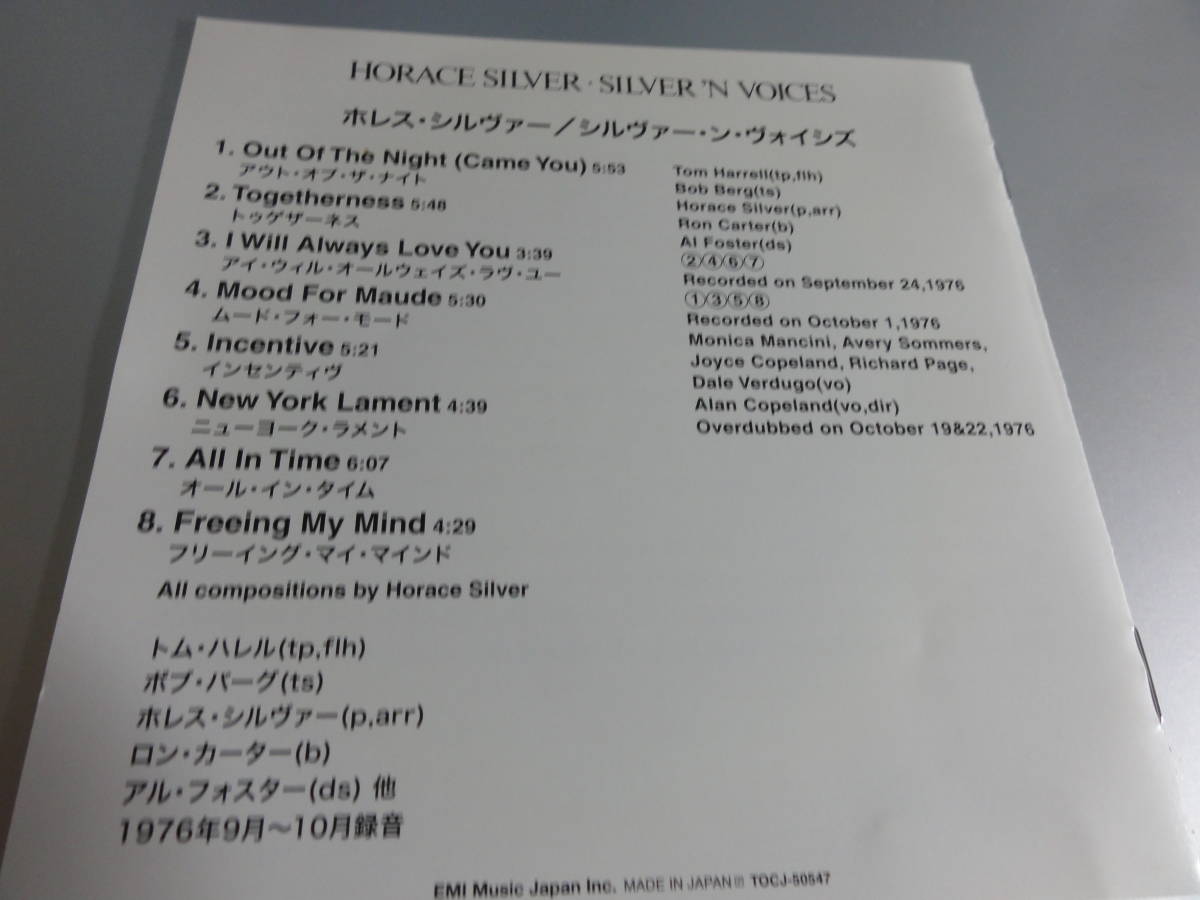 HORACE SILVER · SILVER 'N VOICES
ホレス・シルヴァー／シルヴァー・ン・ヴォイシズ
1. Out Of The Night (Came You) 5:53
アウト・オブ・ザ・ナイト
2. Togetherness 5:48
トゥゲザーネス
3. I Will Always Love You 3:39
アイ・ウィル・オールウェイズ・ラヴ・ユー
4. Mood For Maude 5:30
ムード・フォー・モード
5. Incentive 5:21
インセンティヴ
6. New York Lament 4:39
ニューヨーク・ラメント
7. All In Time 6:07
オール・イン・タイム
8. Freeing My Mind 4:29
フリーイング・マイ・マインド
All compositions by Horace Silver
Tom Harrell(tp,flh)
Bob Berg(ts)
Horace Silver(p,arr)
Ron Carter(b)
Al Foster(ds)
②④⑥⑦
Recorded on September 24,1976
①③⑤⑧
Recorded on October 1,1976
Monica Mancini, Avery Sommers,
Joyce Copeland, Richard Page,
Dale Verdugo(vo)
Alan Copeland(vo,dir)
Overdubbed on October 19&22,1976
トム・ハレル(tp,flh)
ボブ・バーグ(ts)
ホレス・シルヴァー(p,arr)
ロン・カーター(b)
アル・フォスター(ds) 他
1976年9月〜10月録音
EMI Music Japan Inc. MADE IN JAPAN TOCJ-50547